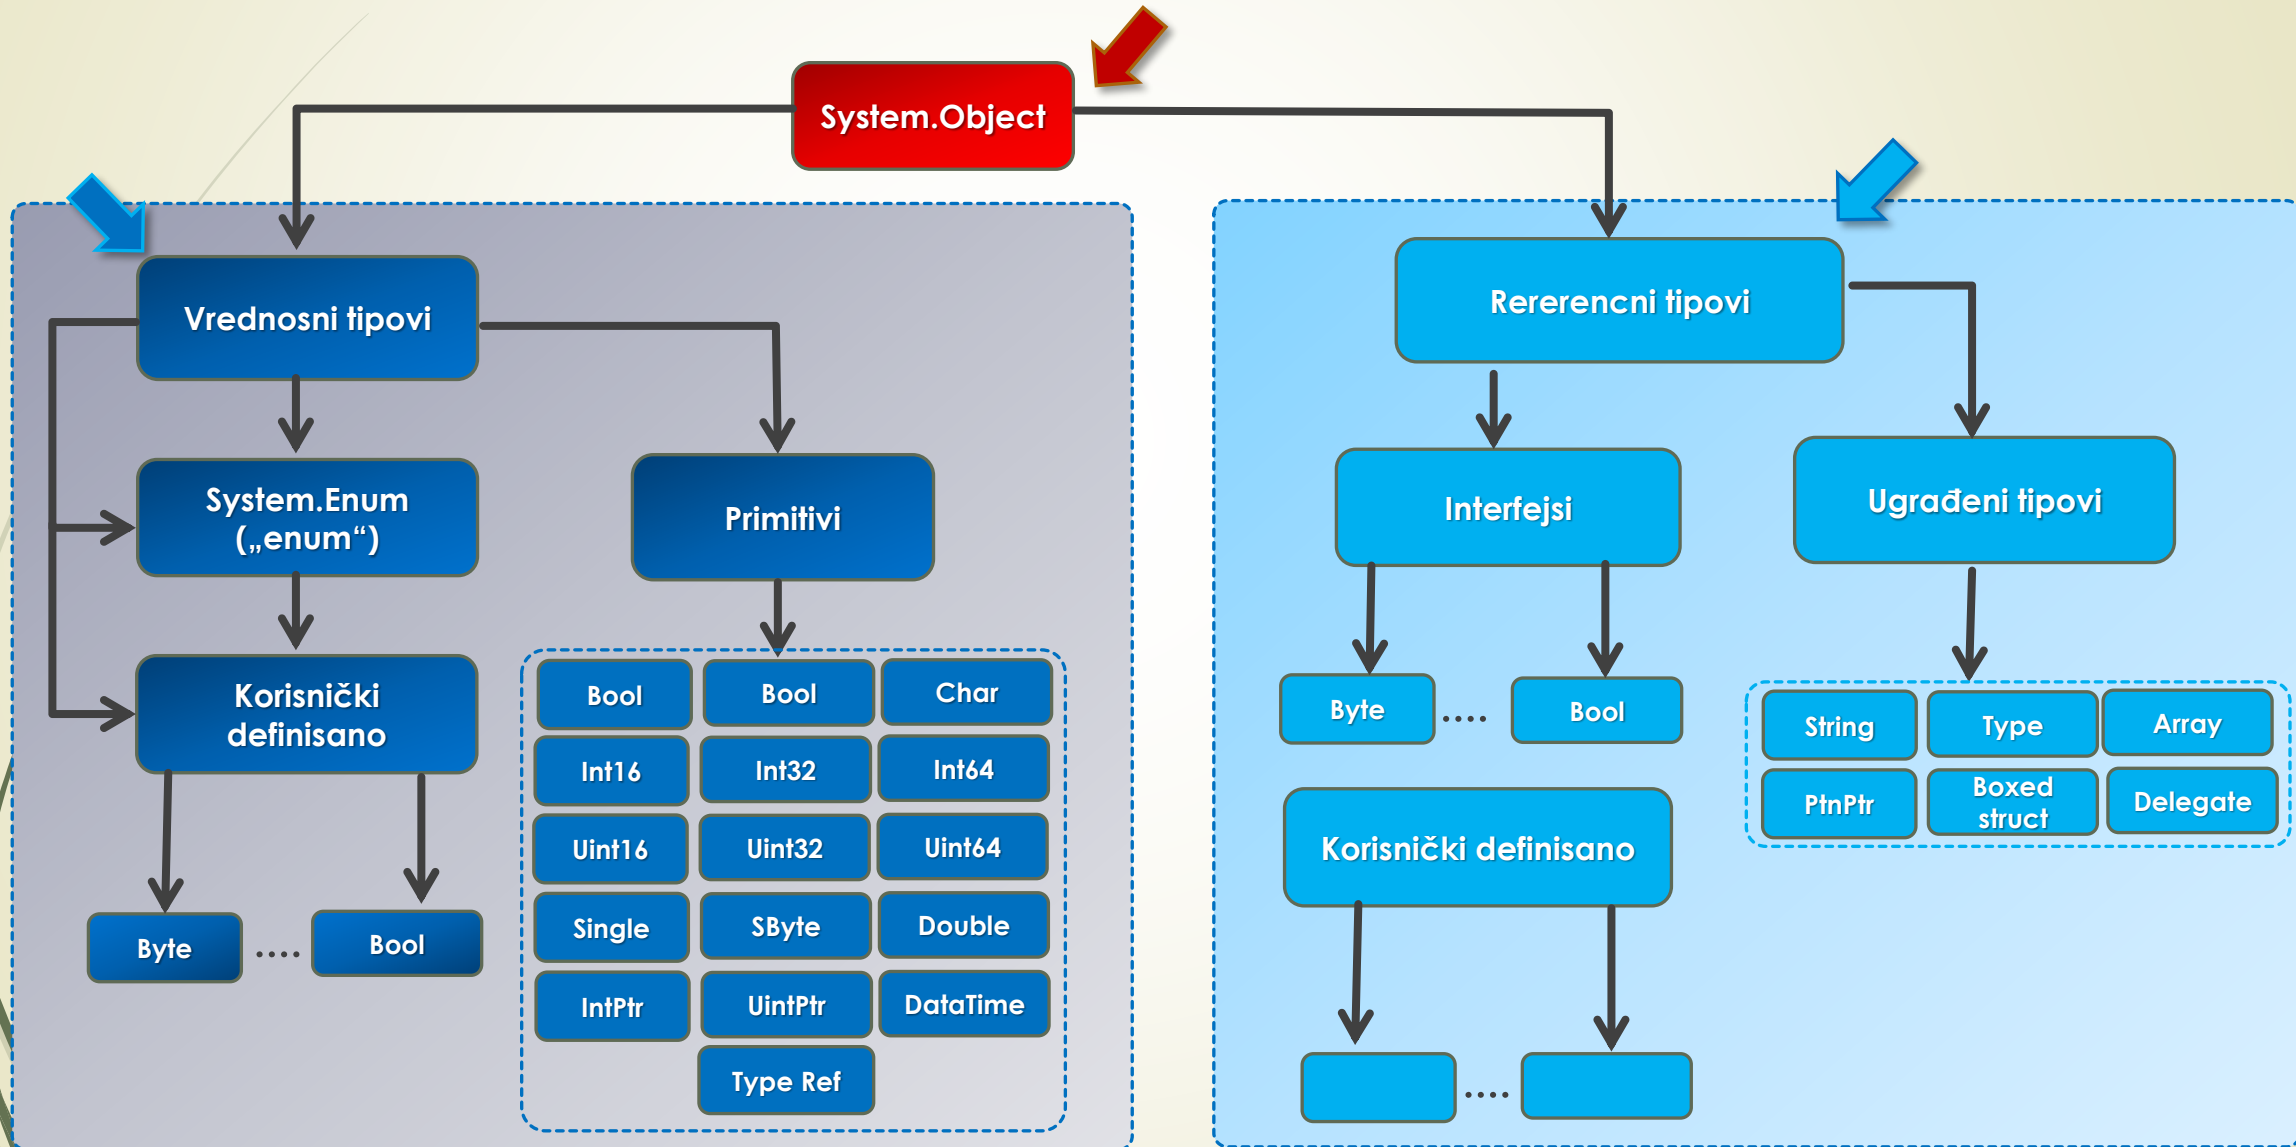 System.Object
Vrednosni tipovi
System.Enum
(„enum“)
Korisnički
definisano
Byte
....
Bool
Primitivi
Bool
Bool
Char
Int16
Int32
Int64
Uint16
Uint32
Uint64
Single
SByte
Double
IntPtr
UintPtr
DataTime
Type Ref
Rererencni tipovi
Interfejsi
Byte
....
Bool
Korisnički definisano
....
Ugrađeni tipovi
String
Type
Array
PtnPtr
Boxed
struct
Delegate